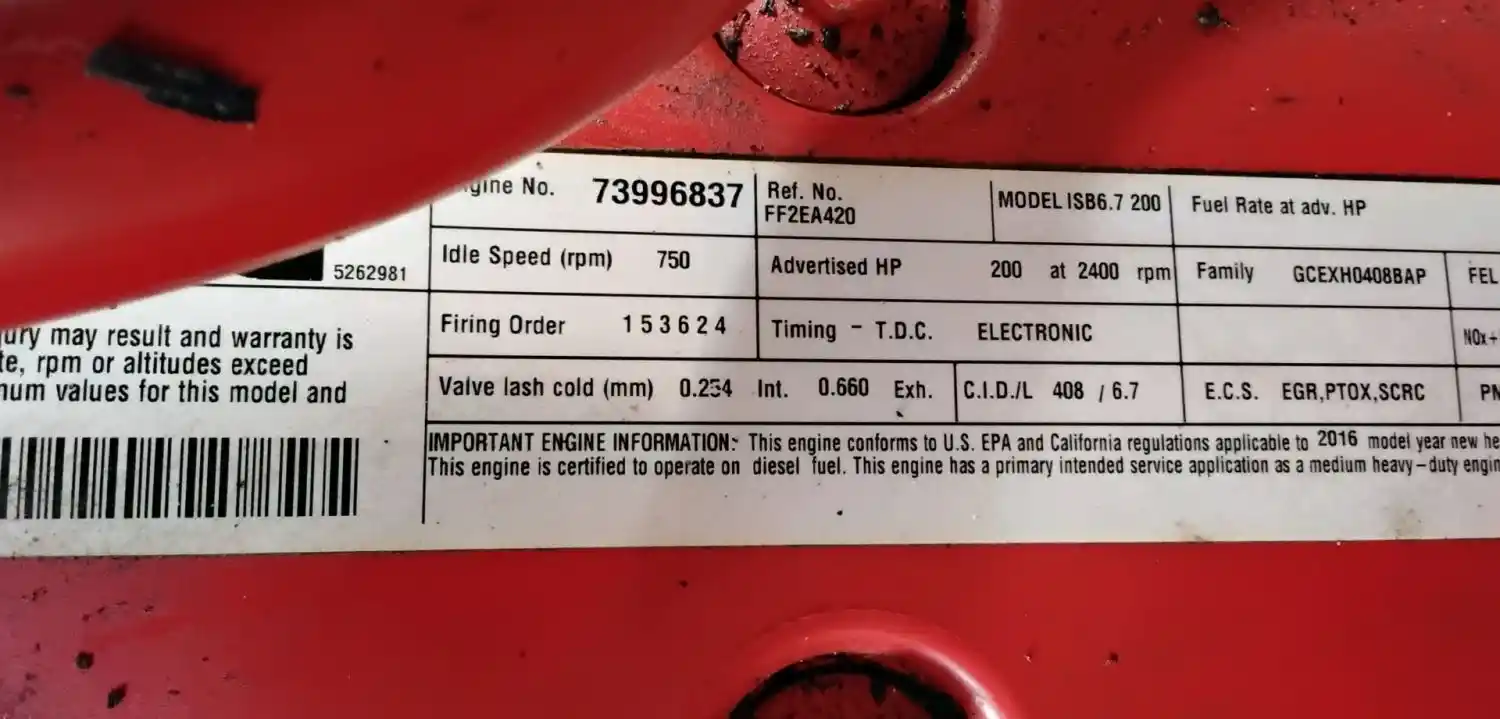 Engine No. 73996837
Ref. No.
FF2EA420
MODEL ISB6.7 200
Fuel Rate at adv. HP
5262981
Idle Speed (rpm) 750
Advertised HP 200 at 2400 rpm
Family GCEXH0408BAP
FEL
Firing Order 1 5 3 6 2 4
Timing - T.D.C. ELECTRONIC
NOx+
Valve lash cold (mm) 0.254 Int. 0.660 Exh.
C.I.D./L 408 / 6.7
E.C.S. EGR,PTOX,SCRC
PM
ury may result and warranty is
te, rpm or altitudes exceed
num values for this model and
IMPORTANT ENGINE INFORMATION: This engine conforms to U.S. EPA and California regulations applicable to 2016 model year new he
This engine is certified to operate on diesel fuel. This engine has a primary intended service application as a medium heavy-duty engin